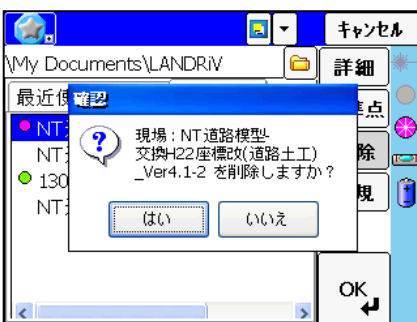 キャンセル
\My Documents\LANDRiV
詳細
最近使
確認
点
NT
現場：NT道路模型-
交換H22座標改(道路土工)
_Ver4.1-2 を削除しますか？
除
NT
130
規
NT
はい
いいえ
OK